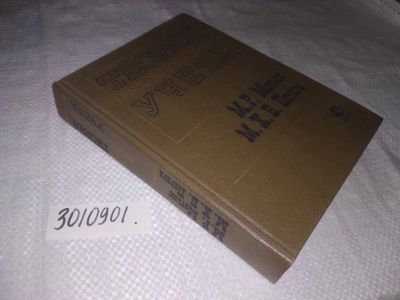 ТЕОРИЯ
УЧЕТА
М.Р. Мэтьюс
М.Х.Б. Перера
3010901.